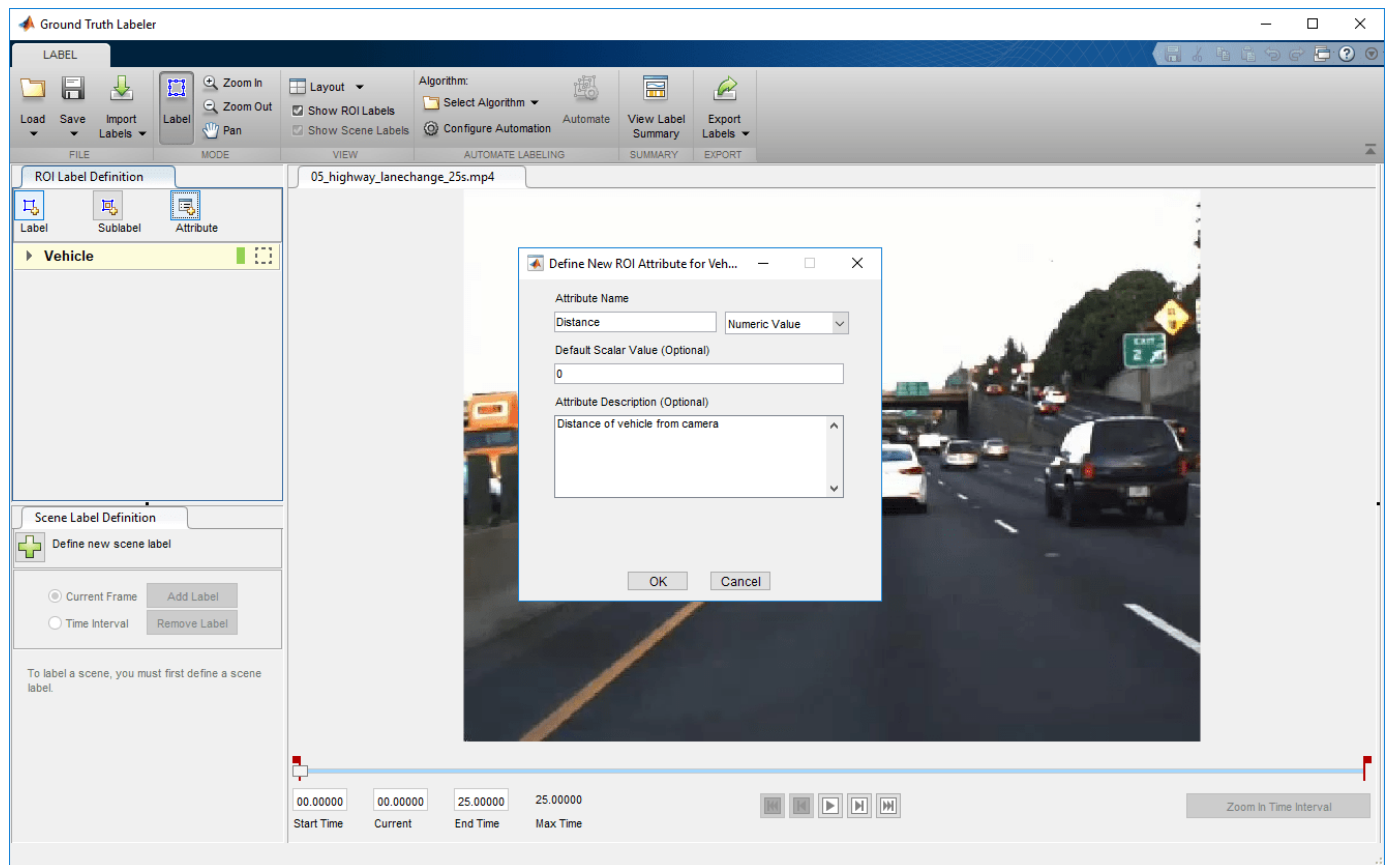 Ground Truth Labeler
LABEL
Load
Save
Import Labels
Label
Zoom In
Zoom Out
Pan
Layout
Show ROI Labels
Show Scene Labels
Algorithm:
Select Algorithm
Configure Automation
Automate
View Label Summary
Export Labels
FILE
MODE
VIEW
AUTOMATE LABELING
SUMMARY
EXPORT
ROI Label Definition
Label
Sublabel
Attribute
Vehicle
Scene Label Definition
Define new scene label
Current Frame
Add Label
Time Interval
Remove Label
To label a scene, you must first define a scene
label.
05_highway_lanechange_25s.mp4
EXIT
2
Define New ROI Attribute for Veh...
Attribute Name
Distance
Numeric Value
Default Scalar Value (Optional)
0
Attribute Description (Optional)
Distance of vehicle from camera
OK
Cancel
00.00000
00.00000
25.00000
25.00000
Start Time
Current
End Time
Max Time
Zoom In Time Interval